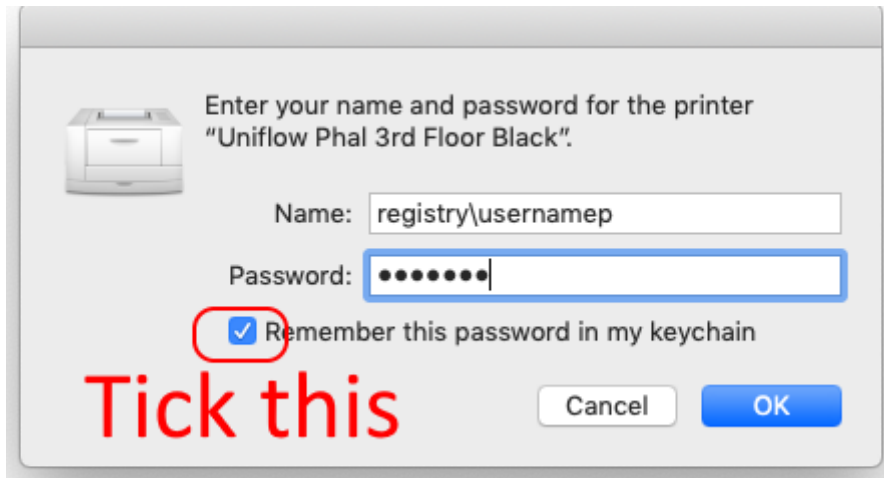 Enter your name and password for the printer
“Uniflow Phal 3rd Floor Black”.
Name: registry\usernamep
Password: •••••••
Remember this password in my keychain
Tick this
Cancel OK